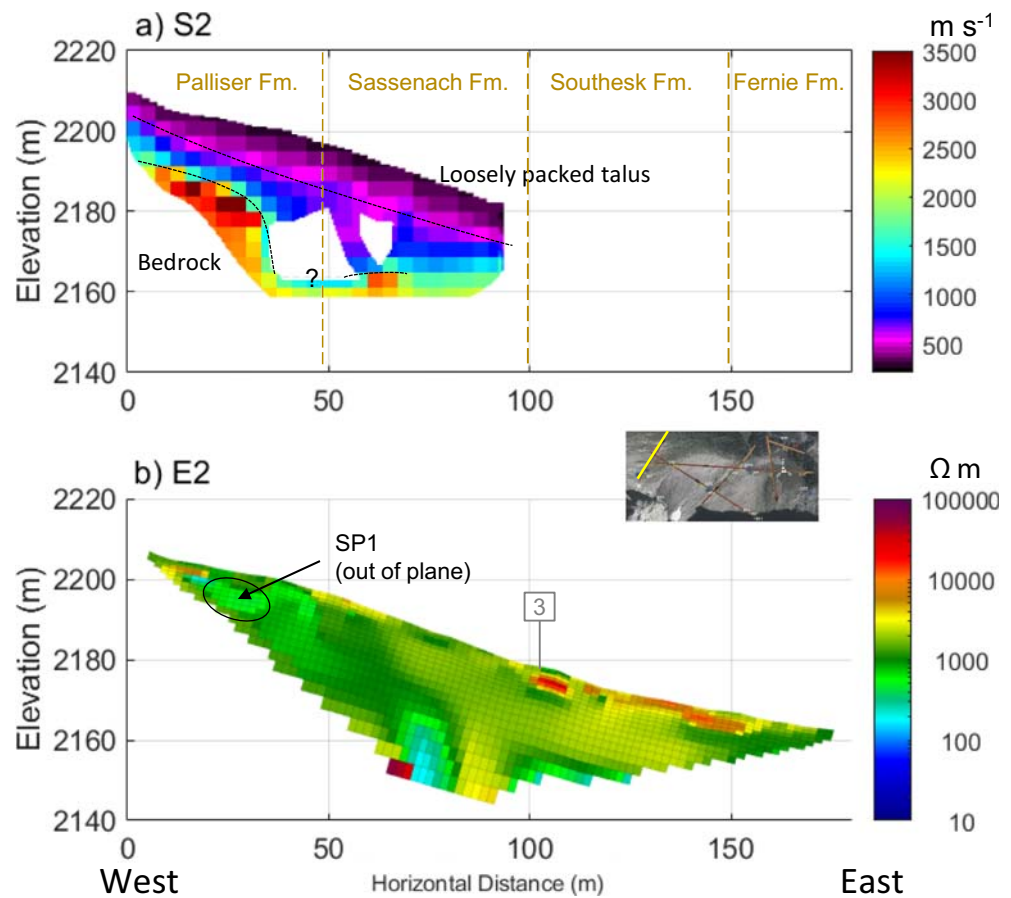 a) S2
m s-1
Palliser Fm.
Sassenach Fm.
Southesk Fm.
Fernie Fm.
Loosely packed talus
Bedrock
?
Elevation (m)
2220
2200
2180
2160
2140
0
50
100
150
3500
3000
2500
2000
1500
1000
500
b) E2
Ω m
SP1
(out of plane)
3
Elevation (m)
2220
2200
2180
2160
2140
0
50
100
150
100000
10000
1000
100
10
West
Horizontal Distance (m)
East